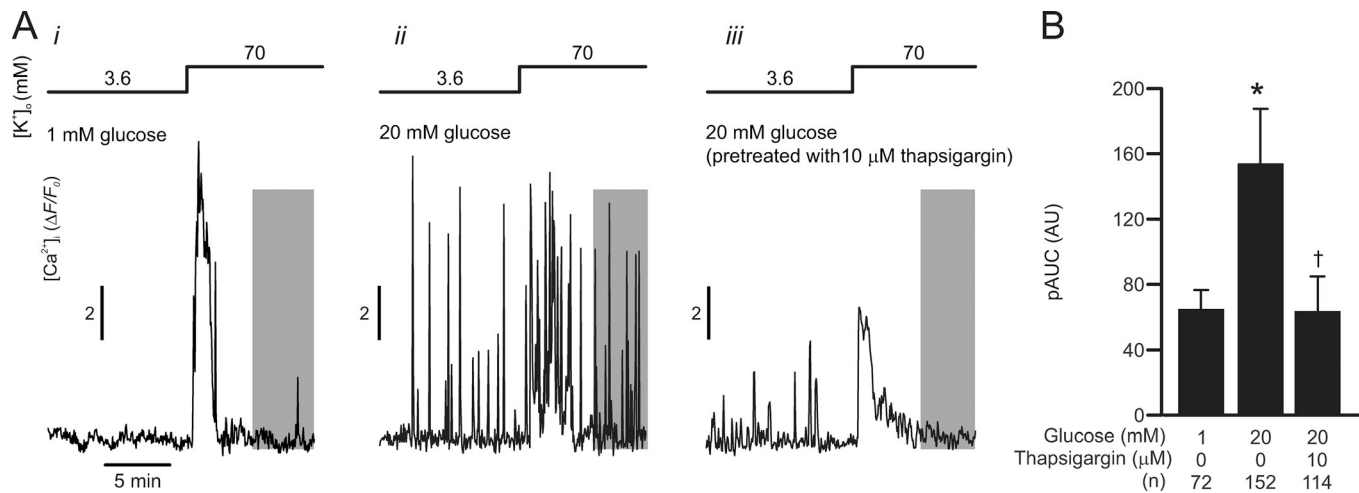 A
i
ii
iii
B
[K⁺]ₒ (mM)
3.6
70
3.6
70
3.6
70
1 mM glucose
20 mM glucose
20 mM glucose
(pretreated with10 μM thapsigargin)
[Ca²⁺]ᵢ (ΔF/F₀)
2
2
2
5 min
pAUC (AU)
200
160
120
80
40
0
*
†
Glucose (mM) 1 20 20
Thapsigargin (μM) 0 0 10
(n) 72 152 114